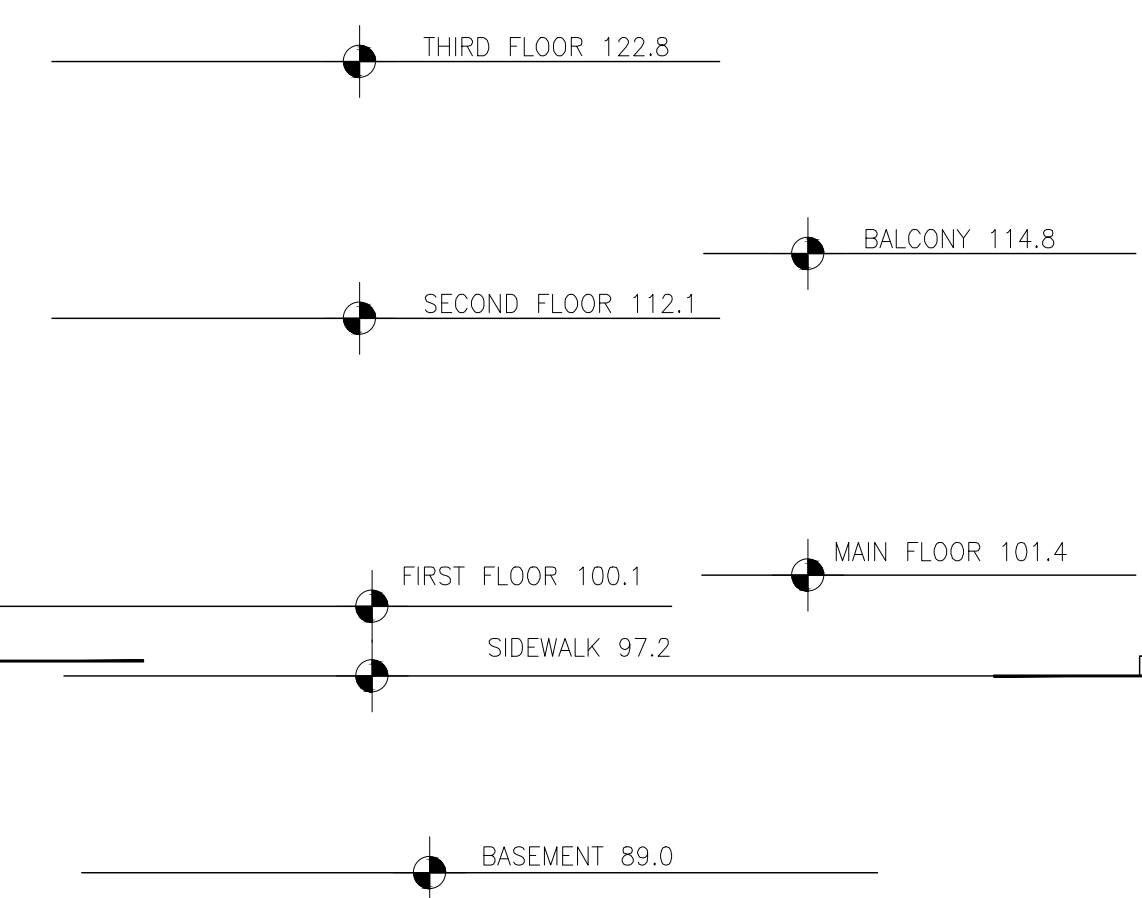 THIRD FLOOR 122.8
BALCONY 114.8
SECOND FLOOR 112.1
MAIN FLOOR 101.4
FIRST FLOOR 100.1
SIDEWALK 97.2
BASEMENT 89.0